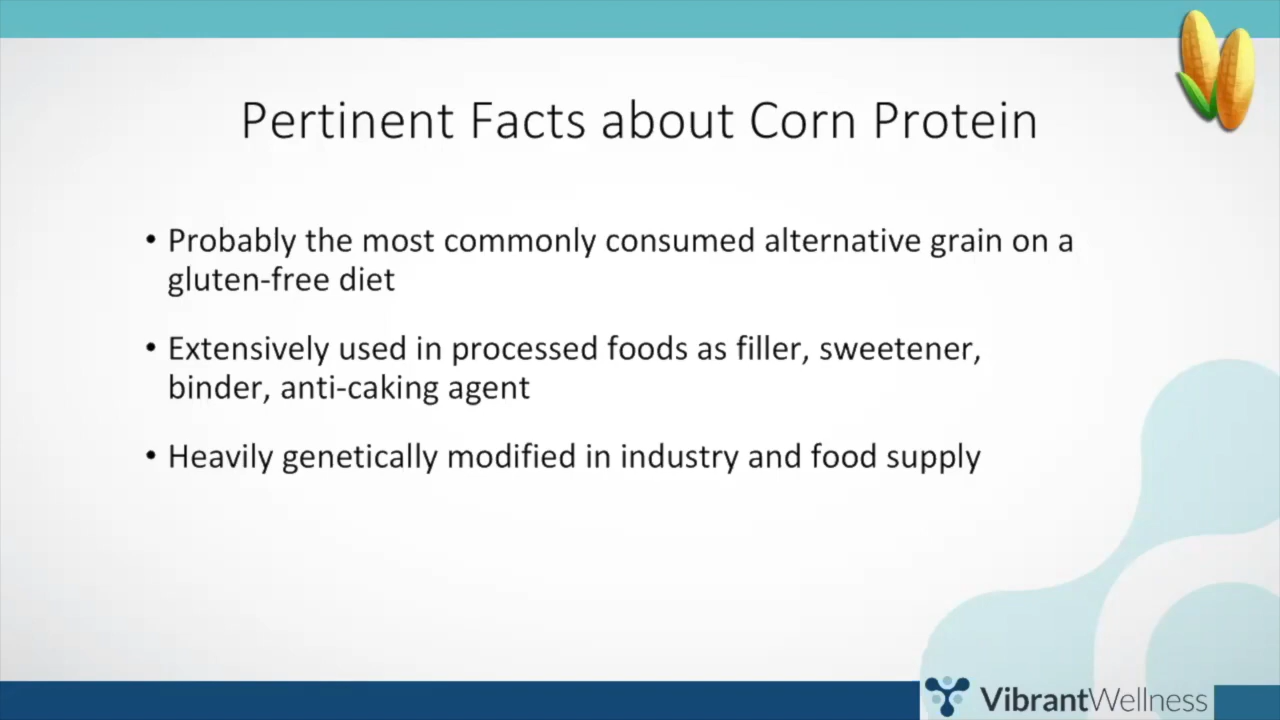 Pertinent Facts about Corn Protein
• Probably the most commonly consumed alternative grain on a
gluten-free diet
• Extensively used in processed foods as filler, sweetener,
binder, anti-caking agent
• Heavily genetically modified in industry and food supply
VibrantWellness